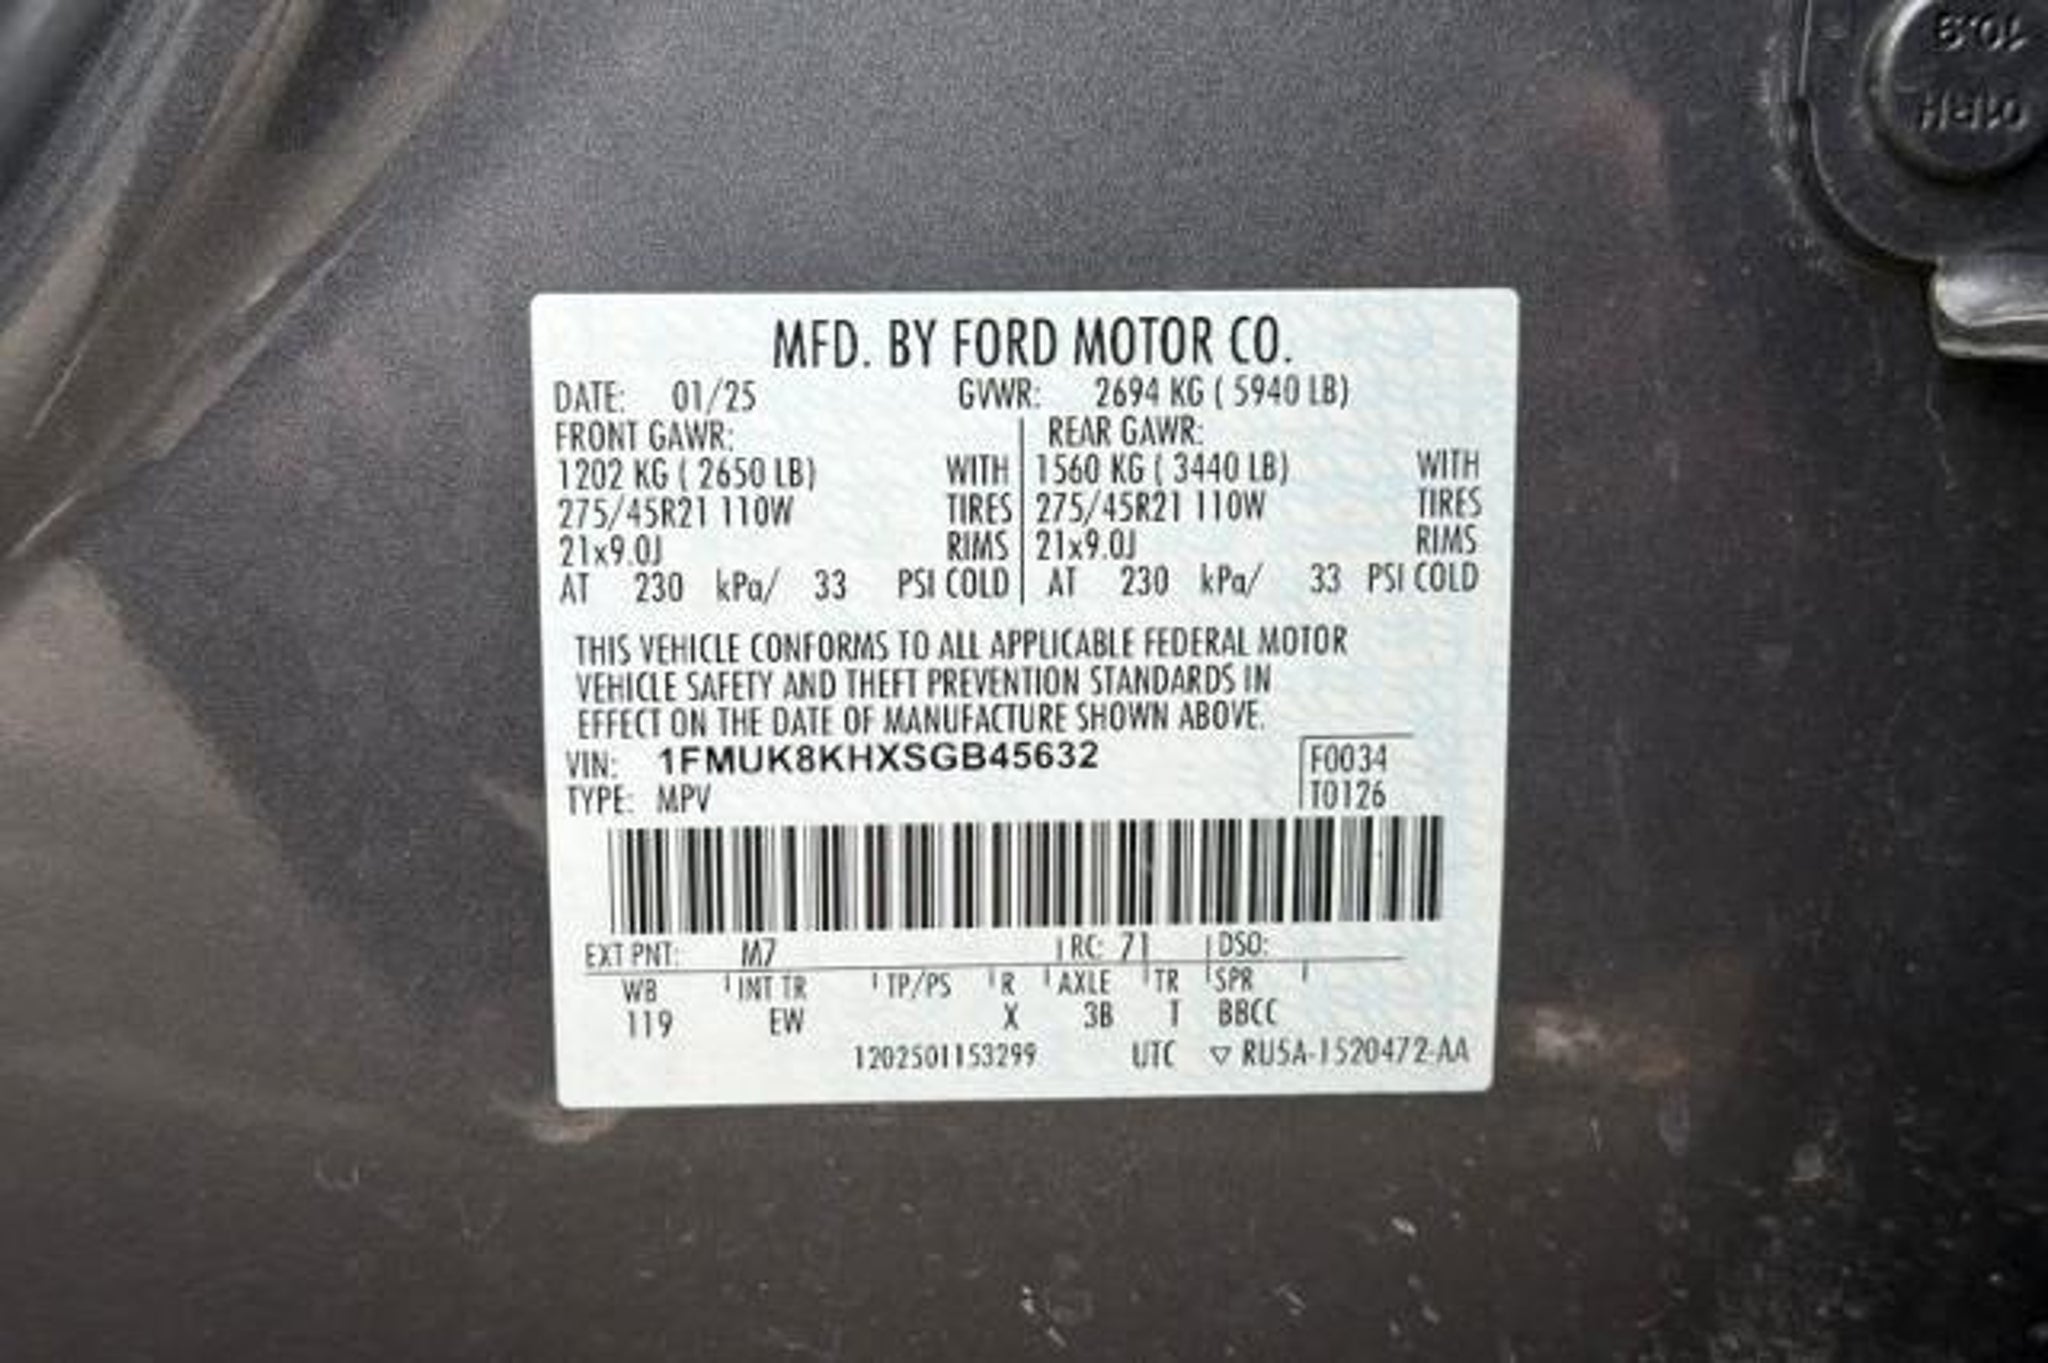 10.9
MFD. BY FORD MOTOR CO.
DATE: 01/25 GVWR: 2694 KG ( 5940 LB)
FRONT GAWR: REAR GAWR:
1202 KG ( 2650 LB) WITH 1560 KG ( 3440 LB) WITH
275/45R21 110W TIRES 275/45R21 110W TIRES
21x9.0J RIMS 21x9.0J RIMS
AT 230 kPa/ 33 PSI COLD AT 230 kPa/ 33 PSI COLD
THIS VEHICLE CONFORMS TO ALL APPLICABLE FEDERAL MOTOR
VEHICLE SAFETY AND THEFT PREVENTION STANDARDS IN
EFFECT ON THE DATE OF MANUFACTURE SHOWN ABOVE.
VIN: 1FMUK8KHXSGB45632 F0034
TYPE: MPV T0126
EXT PNT: M7 RC: 71 DSO:
WB INT TR TP/PS R AXLE TR SPR
119 EW X 3B T BBCC
1202501153299 UTC ▽ RU5A-1520472-AA